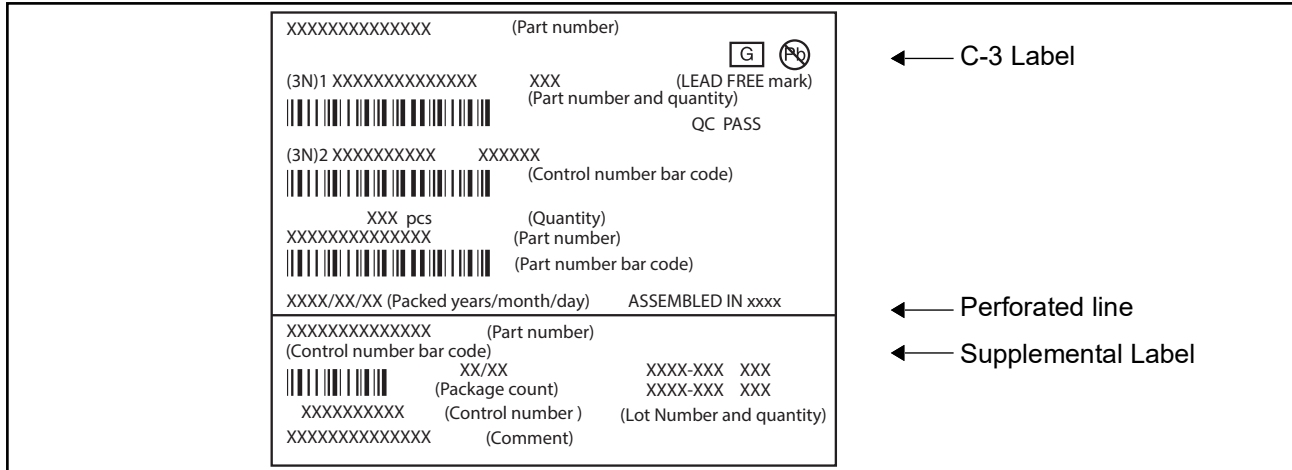 XXXXXXXXXXXXXX (Part number)
G Pb
C-3 Label
(3N)1 XXXXXXXXXXXXXX XXX (LEAD FREE mark)
(Part number and quantity)
QC PASS
(3N)2 XXXXXXXXXX XXXXXX
(Control number bar code)
XXX pcs (Quantity)
XXXXXXXXXXXXXX (Part number)
(Part number bar code)
XXXX/XX/XX (Packed years/month/day) ASSEMBLED IN xxxx
Perforated line
XXXXXXXXXXXXXX (Part number)
(Control number bar code)
Supplemental Label
XX/XX XXXX-XXX XXX
(Package count) XXXX-XXX XXX
XXXXXXXXXX (Control number ) (Lot Number and quantity)
XXXXXXXXXXXXXX (Comment)